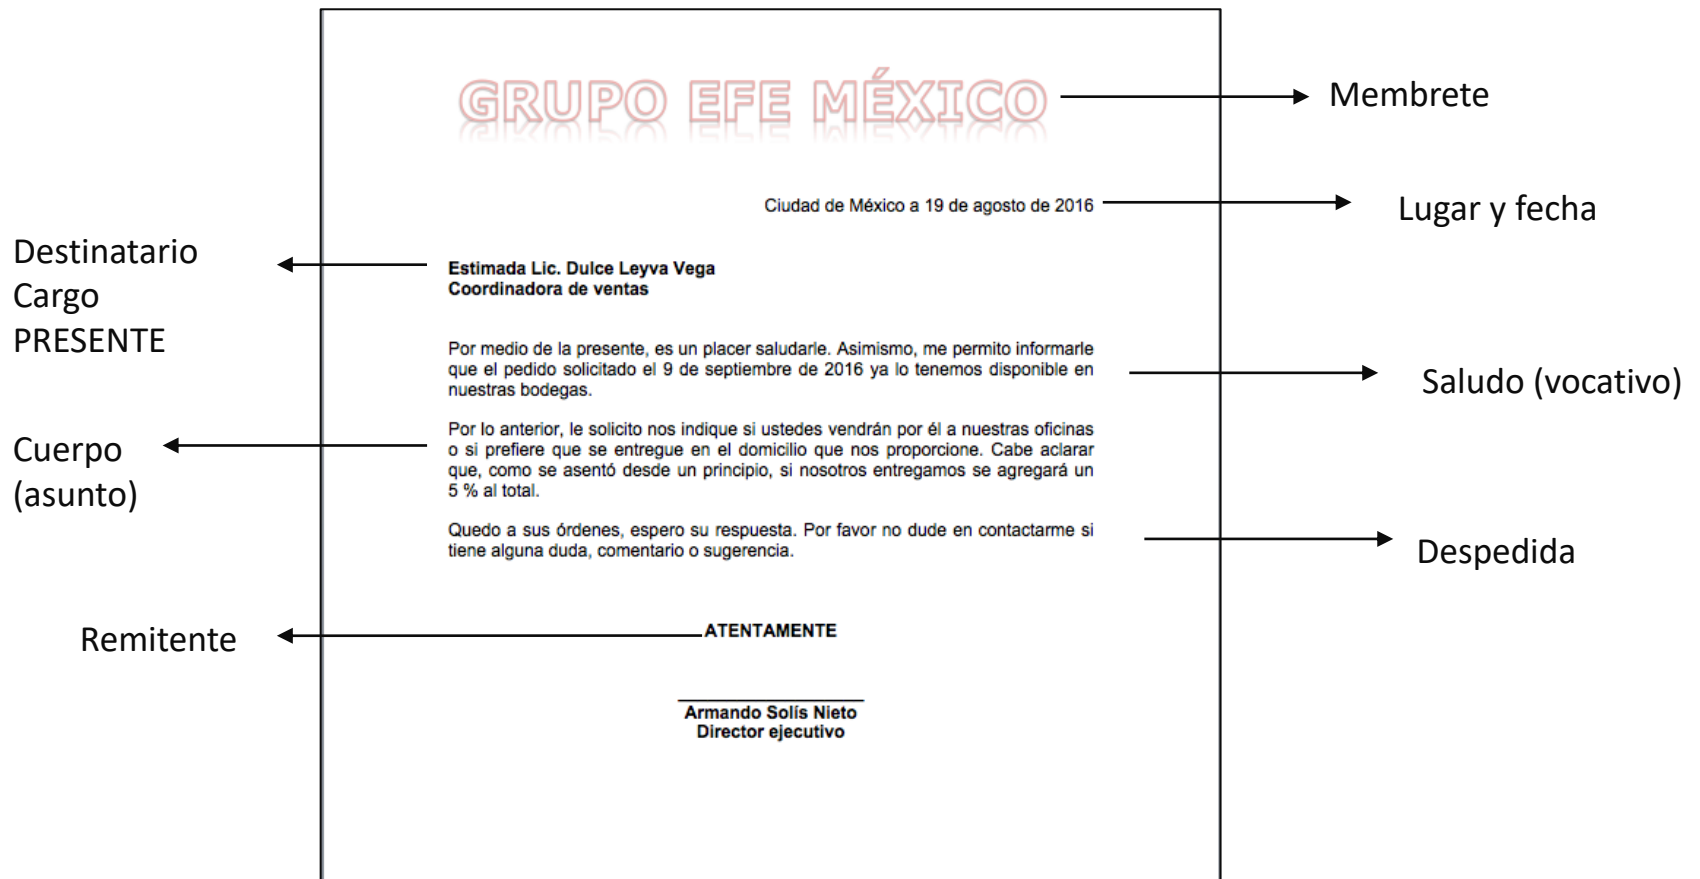 GRUPO EFE MÉXICO
Membrete
Ciudad de México a 19 de agosto de 2016
Lugar y fecha
Destinatario
Cargo
PRESENTE
Estimada Lic. Dulce Leyva Vega
Coordinadora de ventas
Por medio de la presente, es un placer saludarle. Asimismo, me permito informarle
que el pedido solicitado el 9 de septiembre de 2016 ya lo tenemos disponible en
nuestras bodegas.
Saludo (vocativo)
Cuerpo
(asunto)
Por lo anterior, le solicito nos indique si ustedes vendrán por él a nuestras oficinas
o si prefiere que se entregue en el domicilio que nos proporcione. Cabe aclarar
que, como se asentó desde un principio, si nosotros entregamos se agregará un
5 % al total.
Quedo a sus órdenes, espero su respuesta. Por favor no dude en contactarme si
tiene alguna duda, comentario o sugerencia.
Despedida
Remitente
ATENTAMENTE
Armando Solís Nieto
Director ejecutivo